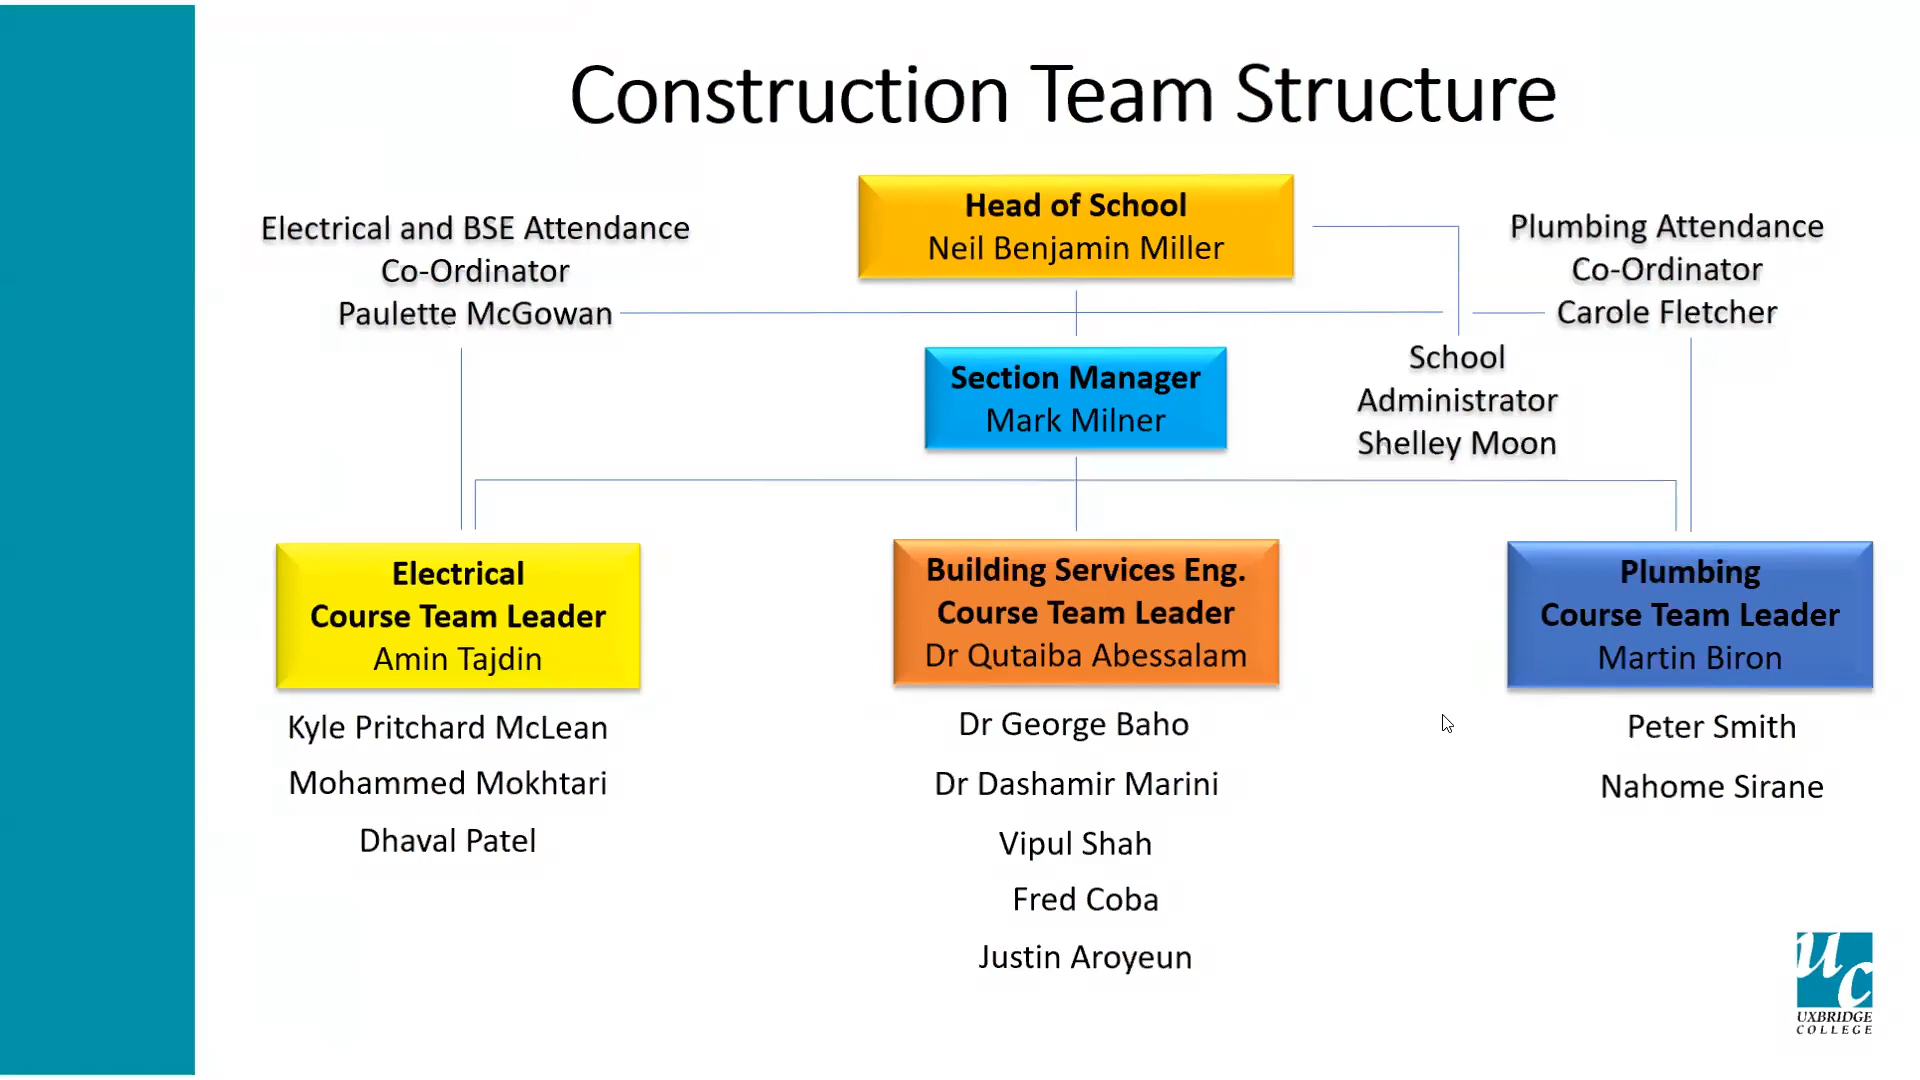 Construction Team Structure
Head of School
Neil Benjamin Miller
Electrical and BSE Attendance
Co-Ordinator
Paulette McGowan
Plumbing Attendance
Co-Ordinator
Carole Fletcher
Section Manager
Mark Milner
School
Administrator
Shelley Moon
Electrical
Course Team Leader
Amin Tajdin
Kyle Pritchard McLean
Mohammed Mokhtari
Dhaval Patel
Building Services Eng.
Course Team Leader
Dr Qutaiba Abessalam
Dr George Baho
Dr Dashamir Marini
Vipul Shah
Fred Coba
Justin Aroyeun
Plumbing
Course Team Leader
Martin Biron
Peter Smith
Nahome Sirane
uc
UXBRIDGE
COLLEGE